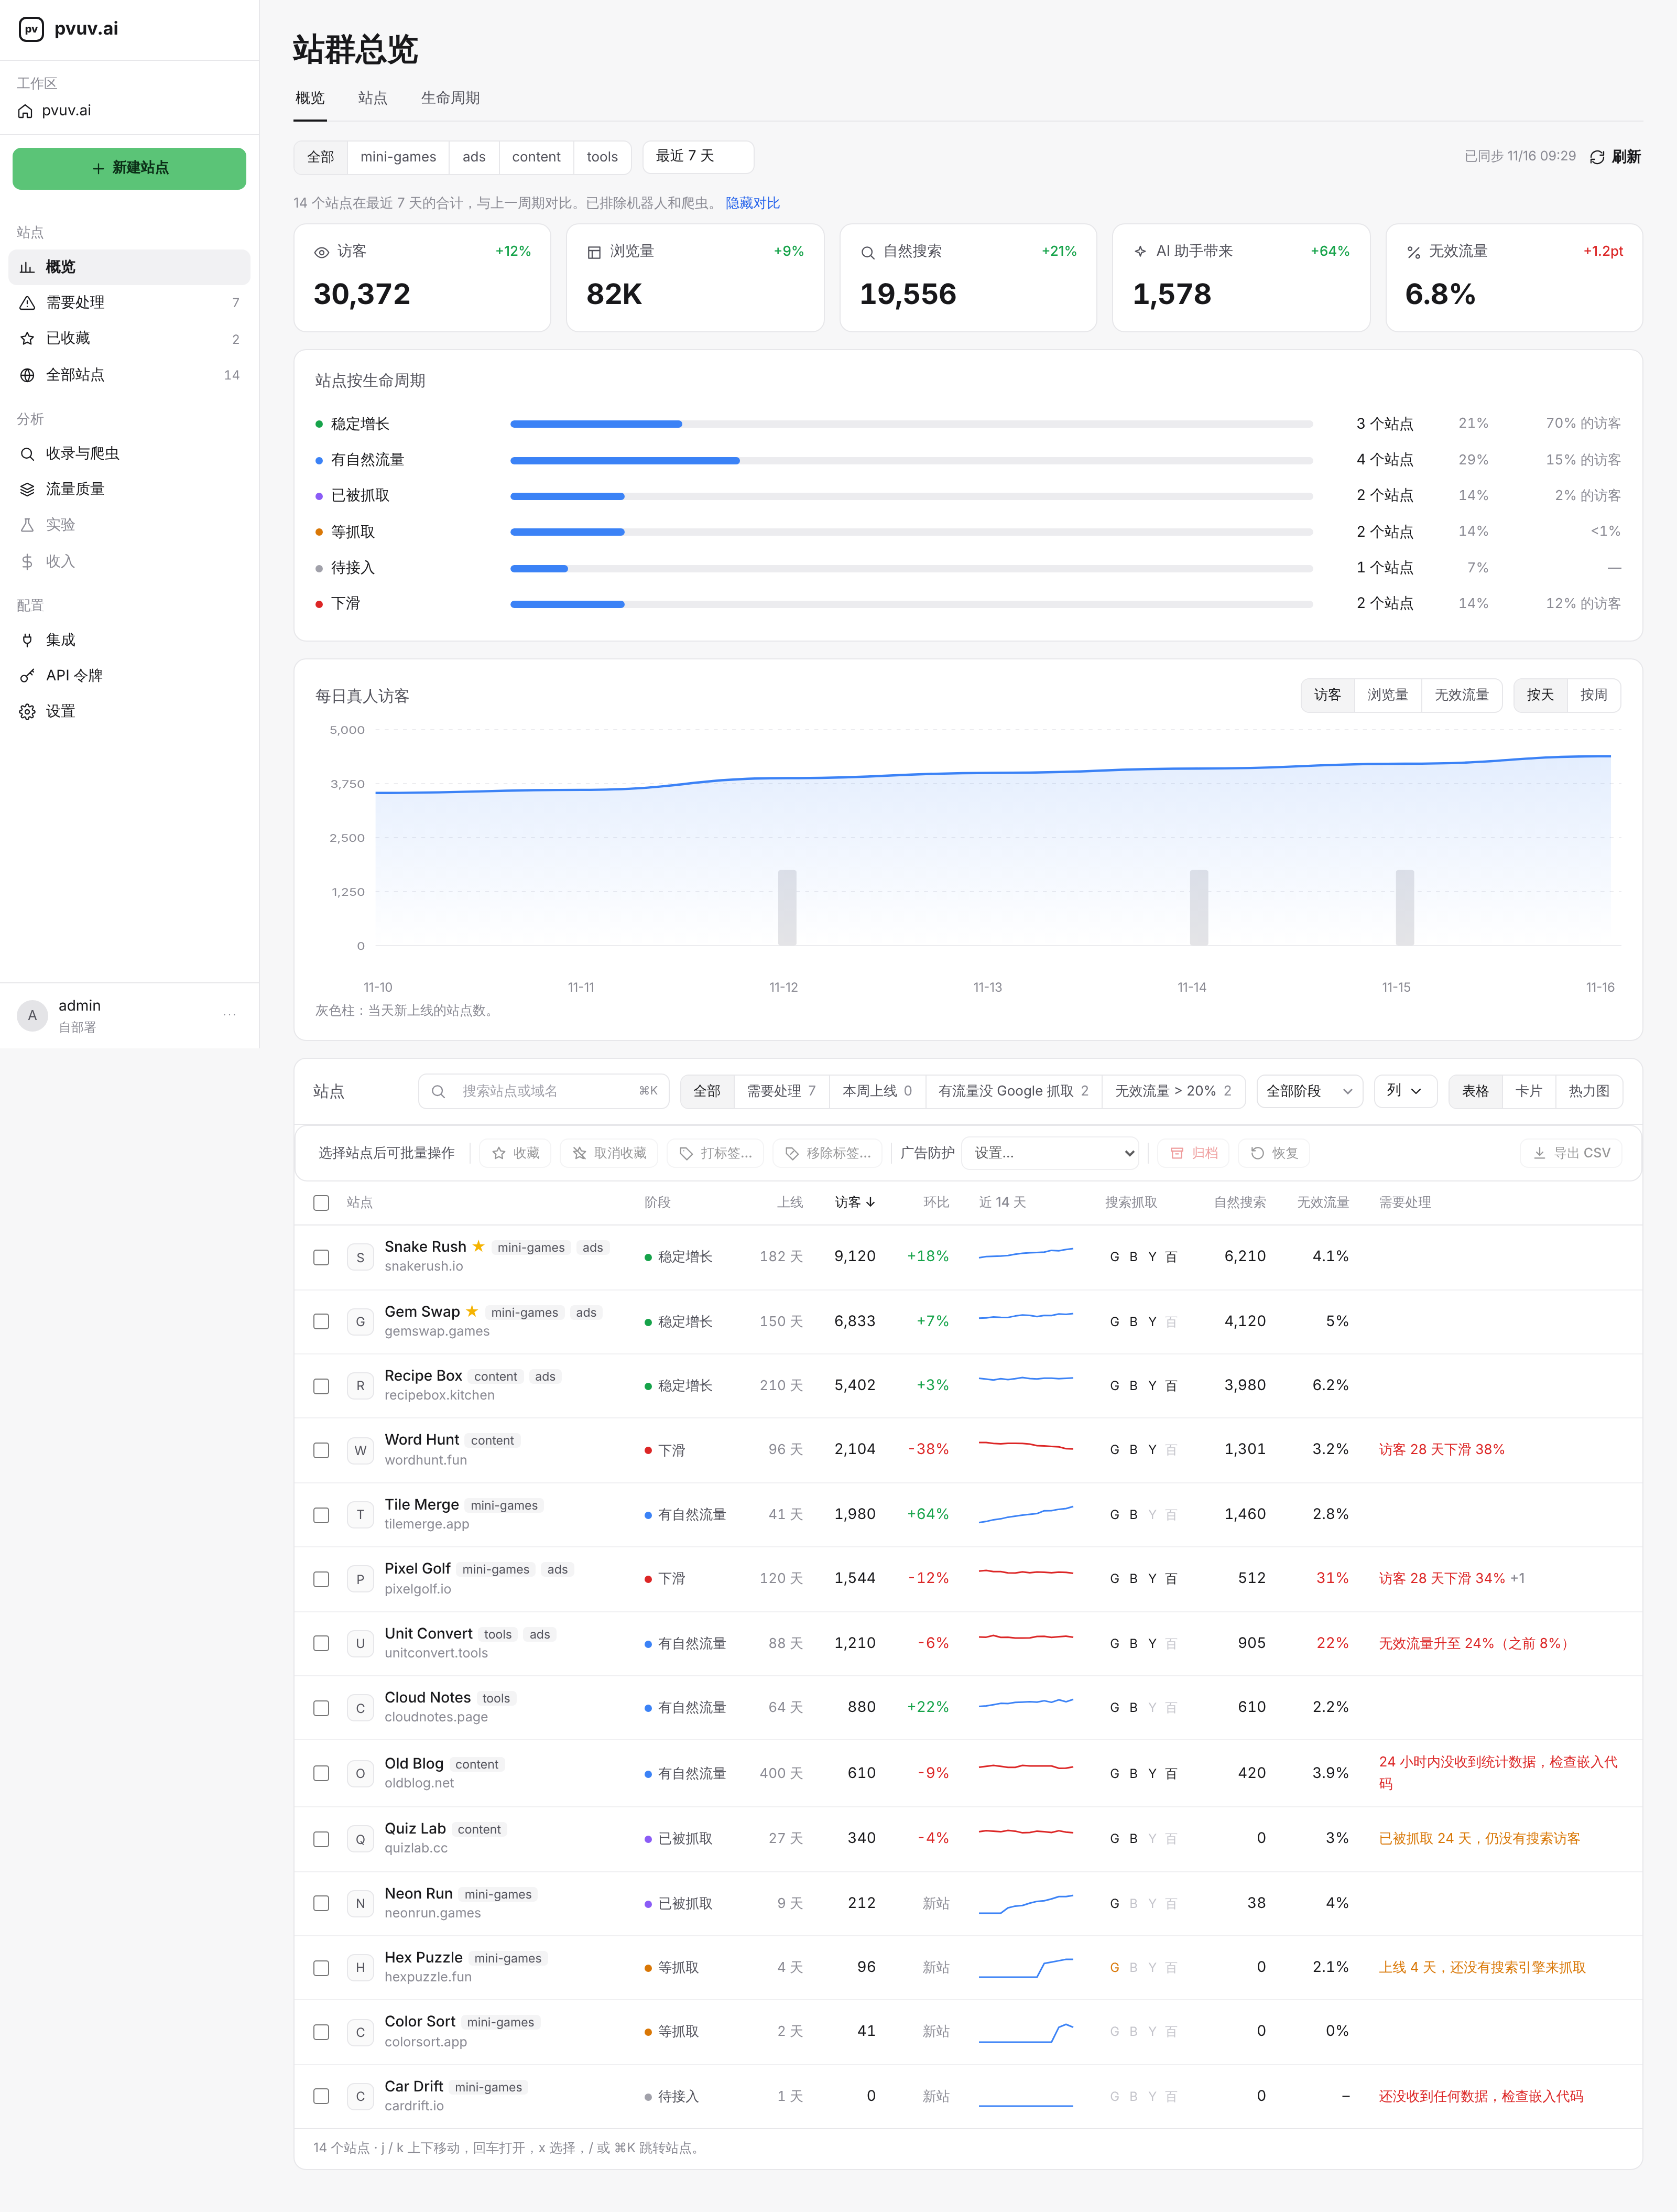 pv pvuv.ai
工作区
pvuv.ai
+ 新建站点
站点
概览
需要处理 7
已收藏 2
全部站点 14
分析
收录与爬虫
流量质量
实验
收入
配置
集成
API 令牌
设置
A admin
自部署
...
站群总览
概览 站点 生命周期
全部 mini-games ads content tools 最近 7 天 已同步 11/16 09:29 刷新
14 个站点在最近 7 天的合计，与上一周期对比。已排除机器人和爬虫。 隐藏对比
访客 +12% 浏览量 +9% 自然搜索 +21% AI 助手带来 +64% 无效流量 +1.2pt
30,372 82K 19,556 1,578 6.8%
站点按生命周期
稳定增长 3 个站点 21% 70% 的访客
有自然流量 4 个站点 29% 15% 的访客
已被抓取 2 个站点 14% 2% 的访客
等抓取 2 个站点 14% <1%
待接入 1 个站点 7% —
下滑 2 个站点 14% 12% 的访客
每日真人访客 访客 浏览量 无效流量 按天 按周
5,000
3,750
2,500
1,250
0
11-10 11-11 11-12 11-13 11-14 11-15 11-16
灰色柱：当天新上线的站点数。
站点 搜索站点或域名 ⌘K 全部 需要处理 7 本周上线 0 有流量没 Google 抓取 2 无效流量 > 20% 2 全部阶段 列 表格 卡片 热力图
选择站点后可批量操作 收藏 取消收藏 打标签... 移除标签... 广告防护 设置... 归档 恢复 导出 CSV
站点 阶段 上线 访客 ↓ 环比 近 14 天 搜索抓取 自然搜索 无效流量 需要处理
S Snake Rush ★ mini-games ads 稳定增长 182 天 9,120 +18% G B Y 百 6,210 4.1%
snakerush.io
G Gem Swap ★ mini-games ads 稳定增长 150 天 6,833 +7% G B Y 百 4,120 5%
gemswap.games
R Recipe Box content ads 稳定增长 210 天 5,402 +3% G B Y 百 3,980 6.2%
recipebox.kitchen
W Word Hunt content 下滑 96 天 2,104 -38% G B Y 百 1,301 3.2% 访客 28 天下滑 38%
wordhunt.fun
T Tile Merge mini-games 有自然流量 41 天 1,980 +64% G B Y 百 1,460 2.8%
tilemerge.app
P Pixel Golf mini-games ads 下滑 120 天 1,544 -12% G B Y 百 512 31% 访客 28 天下滑 34% +1
pixelgolf.io
U Unit Convert tools ads 有自然流量 88 天 1,210 -6% G B Y 百 905 22% 无效流量升至 24%（之前 8%）
unitconvert.tools
C Cloud Notes tools 有自然流量 64 天 880 +22% G B Y 百 610 2.2%
cloudnotes.page
O Old Blog content 有自然流量 400 天 610 -9% G B Y 百 420 3.9% 24 小时内没收到统计数据，检查嵌入代
码
oldblog.net
Q Quiz Lab content 已被抓取 27 天 340 -4% G B Y 百 0 3% 已被抓取 24 天，仍没有搜索访客
quizlab.cc
N Neon Run mini-games 已被抓取 9 天 212 新站 G B Y 百 38 4%
neonrun.games
H Hex Puzzle mini-games 等抓取 4 天 96 新站 G B Y 百 0 2.1% 上线 4 天，还没有搜索引擎来抓取
hexpuzzle.fun
C Color Sort mini-games 等抓取 2 天 41 新站 G B Y 百 0 0%
colorsort.app
C Car Drift mini-games 待接入 1 天 0 新站 G B Y 百 0 – 还没收到任何数据，检查嵌入代码
cardrift.io
14 个站点 · j / k 上下移动，回车打开，x 选择，/ 或 ⌘K 跳转站点。